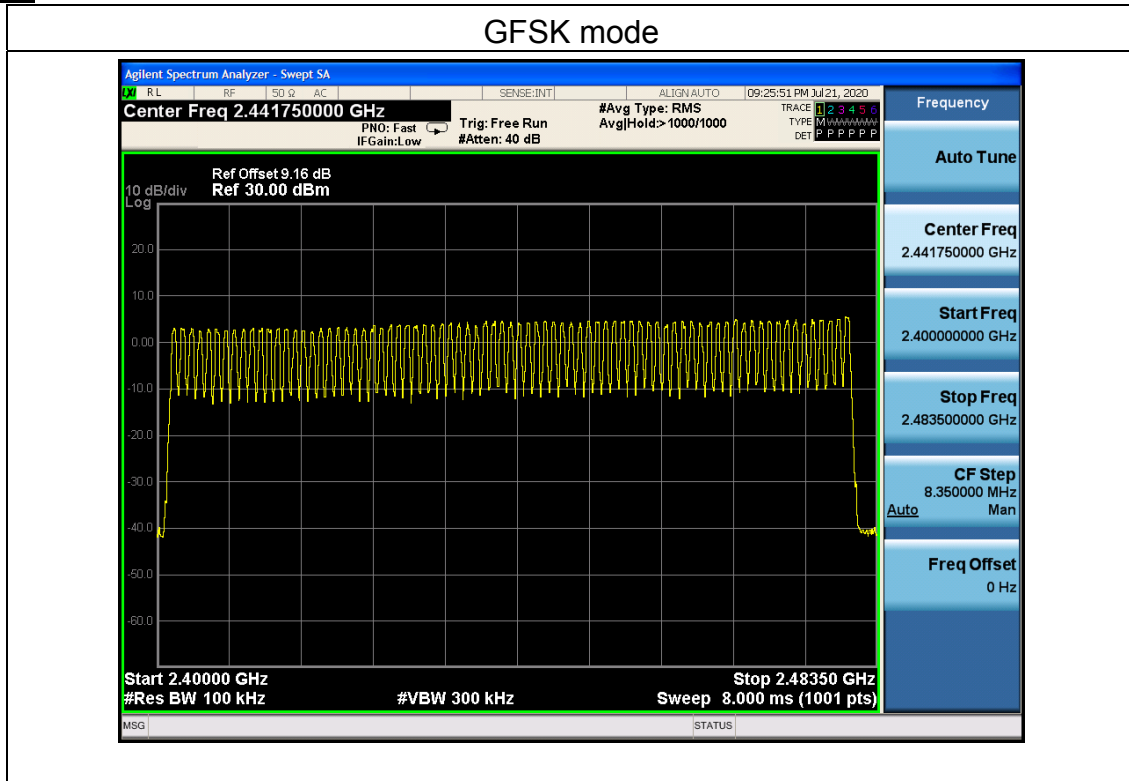 GFSK mode
Agilent Spectrum Analyzer - Swept SA
LXI RL RF 50 Ω AC SENSE:INT ALIGN AUTO 09:25:51 PM Jul 21, 2020
Center Freq 2.441750000 GHz
PNO: Fast
IFGain:Low
Trig: Free Run
#Atten: 40 dB
#Avg Type: RMS
Avg|Hold:> 1000/1000
TRACE 1 2 3 4 5 6
TYPE M WWWWW
DET P P P P P P
Ref Offset 9.16 dB
10 dB/div Ref 30.00 dBm
Log
20.0
10.0
0.00
-10.0
-20.0
-30.0
-40.0
-50.0
-60.0
Start 2.40000 GHz Stop 2.48350 GHz
#Res BW 100 kHz #VBW 300 kHz Sweep 8.000 ms (1001 pts)
MSG STATUS
Frequency
Auto Tune
Center Freq
2.441750000 GHz
Start Freq
2.400000000 GHz
Stop Freq
2.483500000 GHz
CF Step
8.350000 MHz
Auto Man
Freq Offset
0 Hz